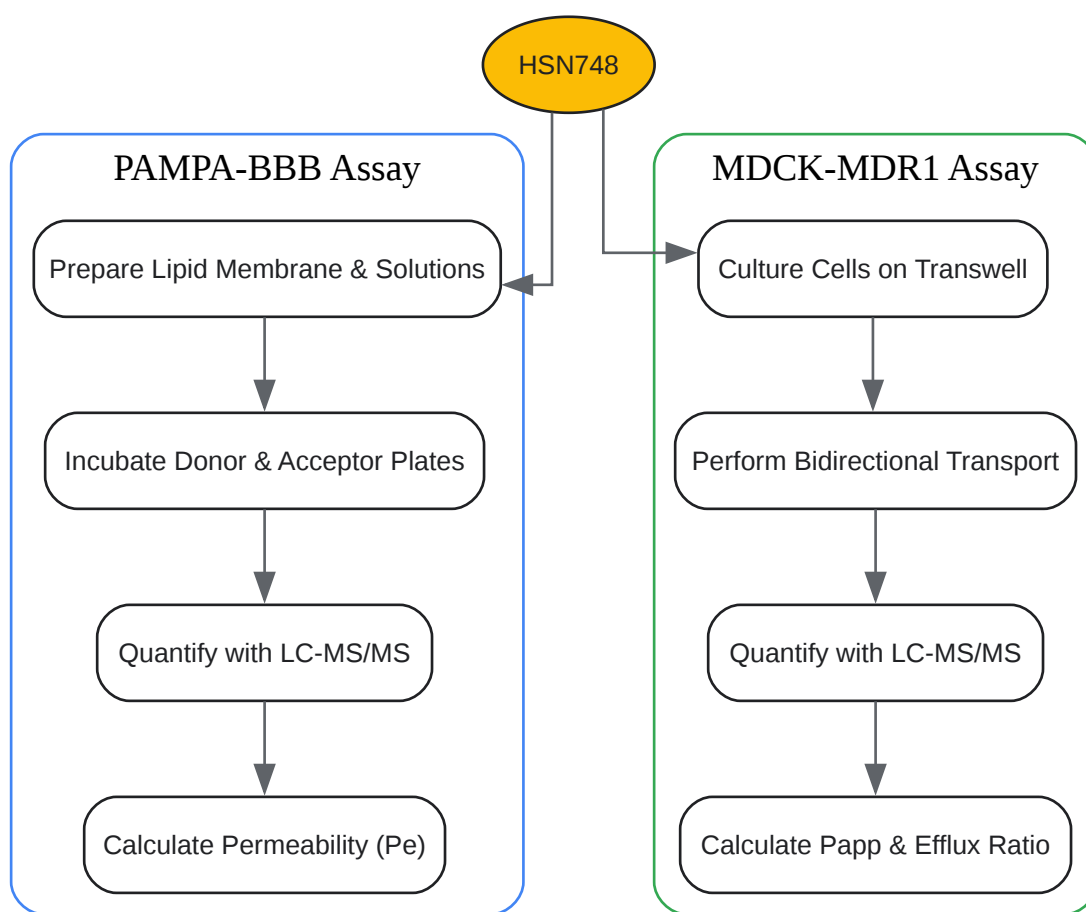 HSN748
PAMPA-BBB Assay
Prepare Lipid Membrane & Solutions
Incubate Donor & Acceptor Plates
Quantify with LC-MS/MS
Calculate Permeability (Pe)
MDCK-MDR1 Assay
Culture Cells on Transwell
Perform Bidirectional Transport
Quantify with LC-MS/MS
Calculate Papp & Efflux Ratio